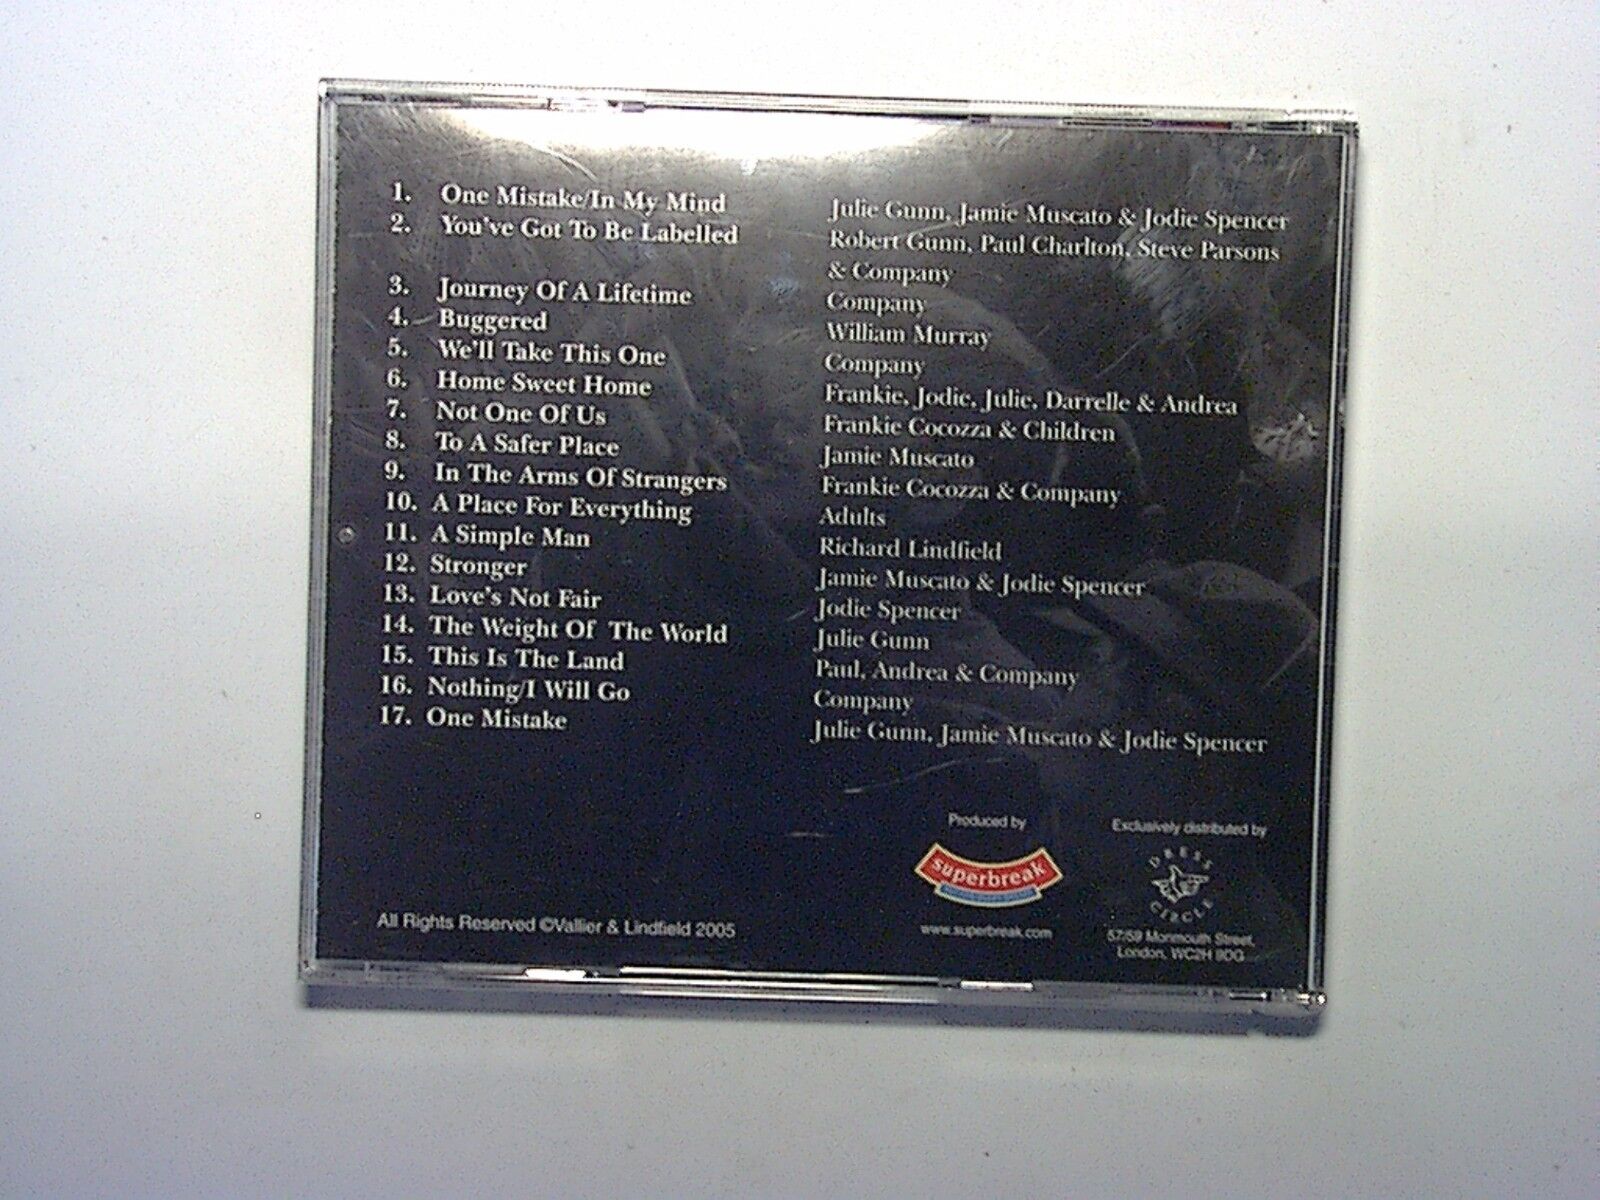 1. One Mistake/In My Mind Julie Gunn, Jamie Muscato & Jodie Spencer
2. You've Got To Be Labelled Robert Gunn, Paul Charlton, Steve Parsons
& Company
3. Journey Of A Lifetime Company
4. Buggered William Murray
5. We'll Take This One Company
6. Home Sweet Home Frankie, Jodie, Julie, Darrelle & Andrea
7. Not One Of Us Frankie Cocozza & Children
8. To A Safer Place Jamie Muscato
9. In The Arms Of Strangers Frankie Cocozza & Company
10. A Place For Everything Adults
11. A Simple Man Richard Lindfield
12. Stronger Jamie Muscato & Jodie Spencer
13. Love's Not Fair Jodie Spencer
14. The Weight Of The World Julie Gunn
15. This Is The Land Paul, Andrea & Company
16. Nothing/I Will Go Company
17. One Mistake Julie Gunn, Jamie Muscato & Jodie Spencer
Produced by
superbreak
www.superbreak.com
Exclusively distributed by
DRESS
CIRCLE
57/59 Monmouth Street,
London, WC2H 9DG
All Rights Reserved ©Vallier & Lindfield 2005